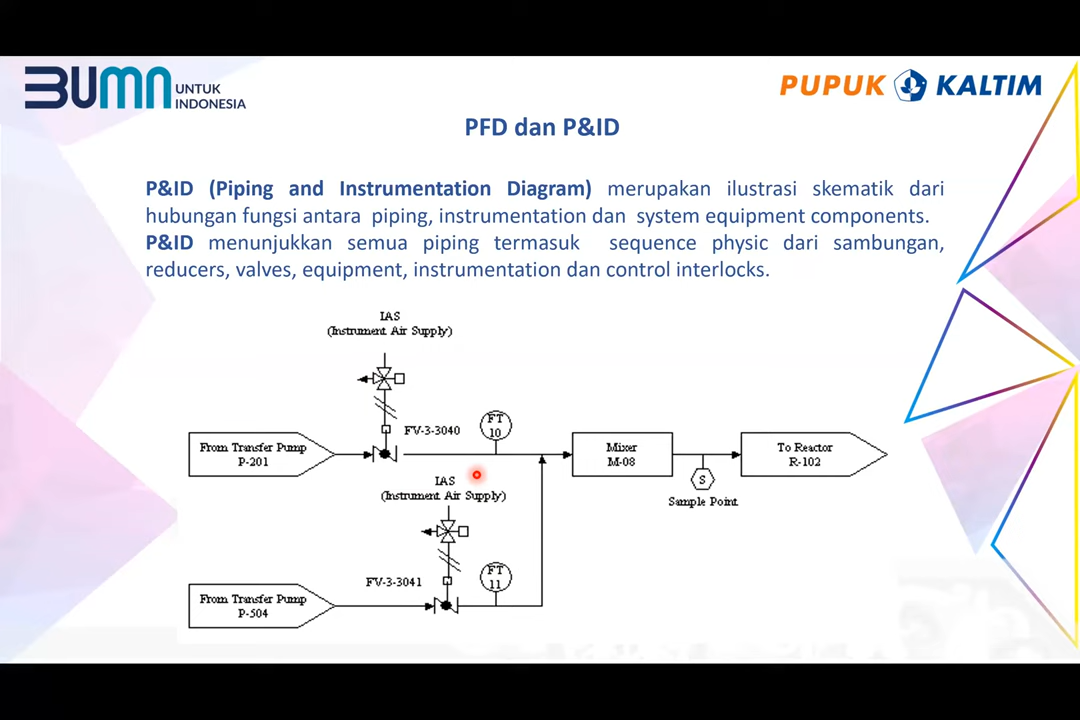 BUMN UNTUK INDONESIA
PUPUK KALTIM
PFD dan P&ID
P&ID (Piping and Instrumentation Diagram) merupakan ilustrasi skematik dari
hubungan fungsi antara piping, instrumentation dan system equipment components.
P&ID menunjukkan semua piping termasuk sequence physic dari sambungan,
reducers, valves, equipment, instrumentation dan control interlocks.
IAS
(Instrument Air Supply)
FV-3-3040
FT
10
From Transfer Pump
P-201
Mixer
M-08
To Reactor
R-102
S
Sample Point
IAS
(Instrument Air Supply)
FV-3-3041
FT
11
From Transfer Pump
P-504